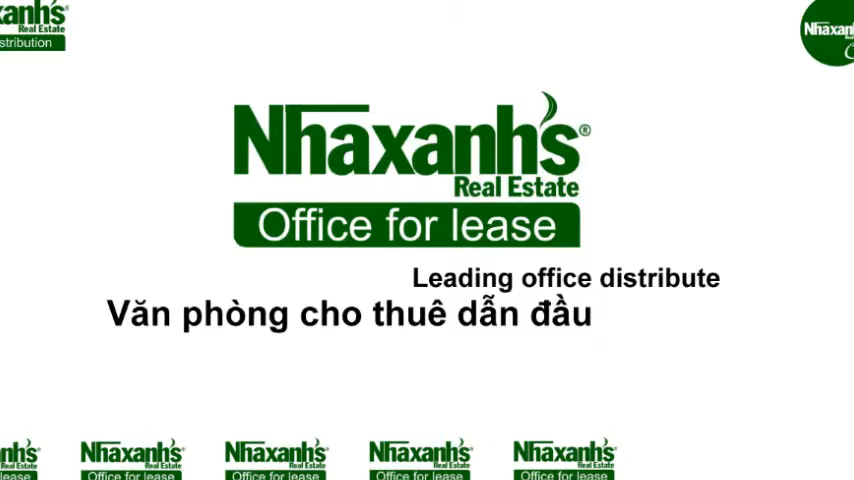 Real Estate
Nhaxanh's®
Real Estate
Office for lease
Leading office distribute
Văn phòng cho thuê dẫn đầu
Nhaxanh's
Real Estate
Office for lease
Nhaxanh's
Real Estate
Office for lease
Nhaxanh's
Real Estate
Office for lease
Nhaxanh's
Real Estate
Office for lease